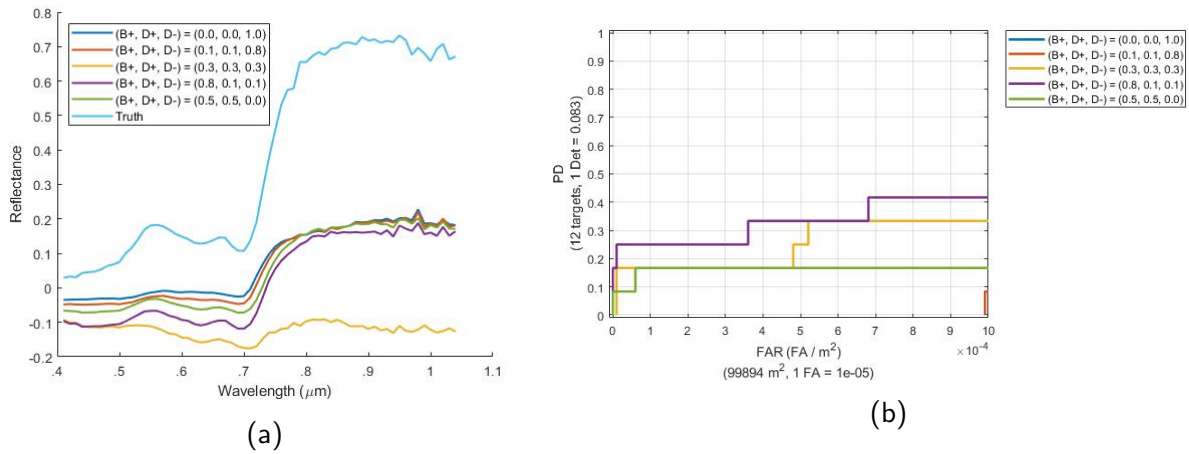 0.8
0.7
0.6
0.5
0.4
0.3
0.2
0.1
0
-0.1
-0.2
Reflectance
(B+, D+, D-) = (0.0, 0.0, 1.0)
(B+, D+, D-) = (0.1, 0.1, 0.8)
(B+, D+, D-) = (0.3, 0.3, 0.3)
(B+, D+, D-) = (0.8, 0.1, 0.1)
(B+, D+, D-) = (0.5, 0.5, 0.0)
Truth
.4 .5 .6 .7 .8 .9 1 1.1
Wavelength (μm)
(a)
1
0.9
0.8
0.7
0.6
0.5
0.4
0.3
0.2
0.1
0
PD
(12 targets, 1 Det = 0.083)
0 1 2 3 4 5 6 7 8 9 10
×10⁻⁴
FAR (FA / m²)
(99894 m², 1 FA = 1e-05)
(B+, D+, D-) = (0.0, 0.0, 1.0)
(B+, D+, D-) = (0.1, 0.1, 0.8)
(B+, D+, D-) = (0.3, 0.3, 0.3)
(B+, D+, D-) = (0.8, 0.1, 0.1)
(B+, D+, D-) = (0.5, 0.5, 0.0)
(b)